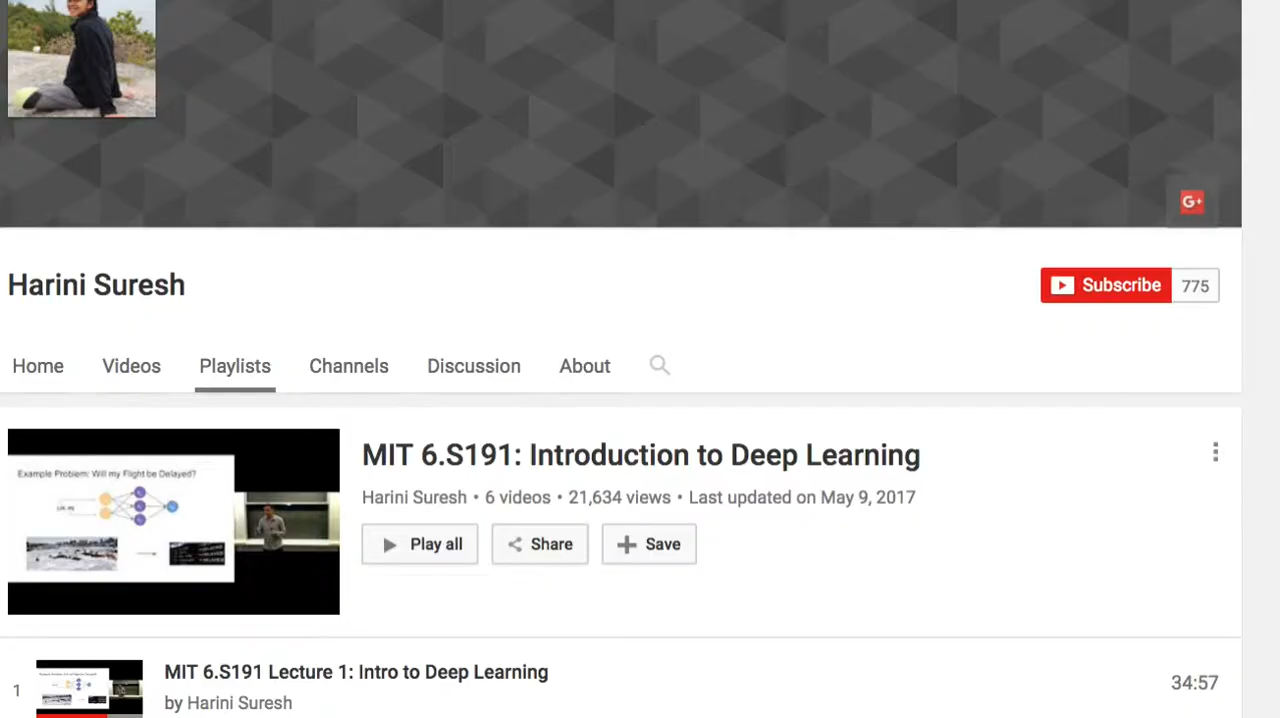 G+
Harini Suresh
Subscribe 775
Home Videos Playlists Channels Discussion About
Example Problem: Will my Flight be Delayed?
MIT 6.S191: Introduction to Deep Learning
Harini Suresh • 6 videos • 21,634 views • Last updated on May 9, 2017
Play all Share Save
1
MIT 6.S191 Lecture 1: Intro to Deep Learning
34:57
by Harini Suresh